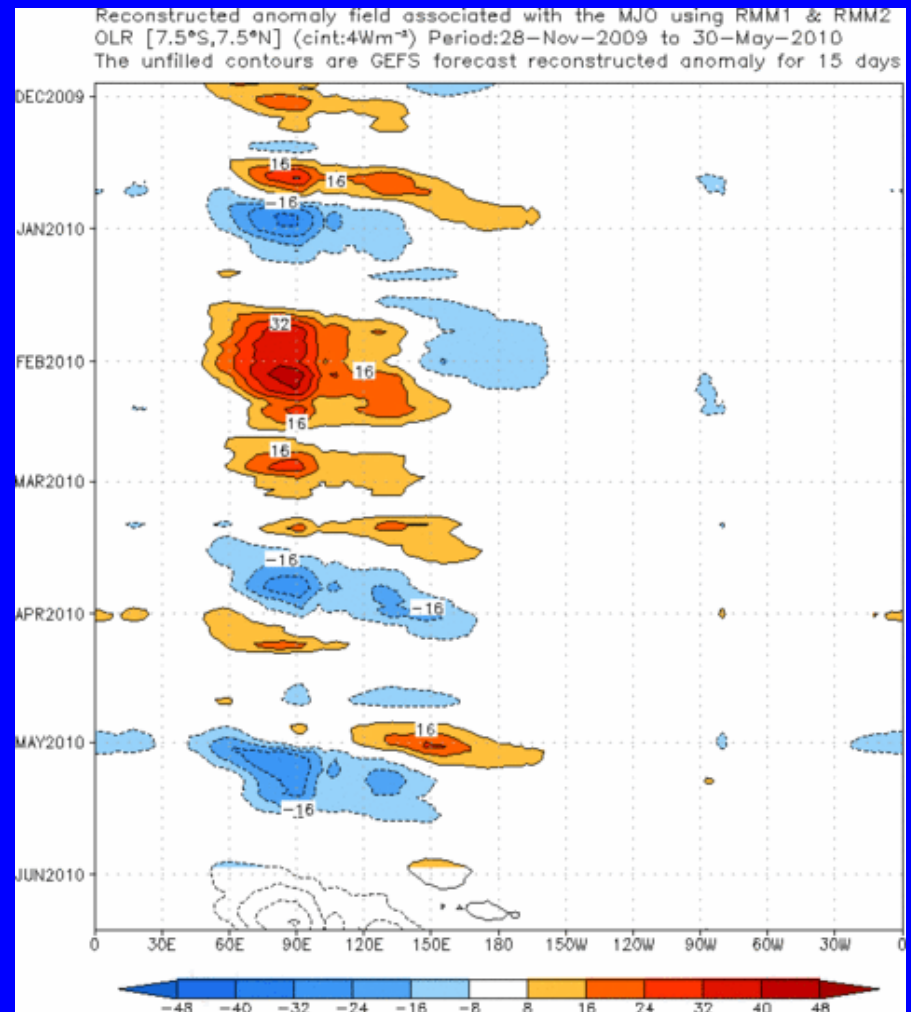 Reconstructed anomaly field associated with the MJO using RMM1 & RMM2
OLR [7.5°S,7.5°N] (cint:4Wm⁻²) Period:28-Nov-2009 to 30-May-2010
The unfilled contours are GEFS forecast reconstructed anomaly for 15 days
DEC2009
16
16
-16
JAN2010
32
FEB2010
16
16
16
MAR2010
-16
-16
APR2010
16
MAY2010
-16
JUN2010
0 30E 60E 90E 120E 150E 180 150W 120W 90W 60W 30W 0
-48 -40 -32 -24 -16 -8 8 16 24 32 40 48